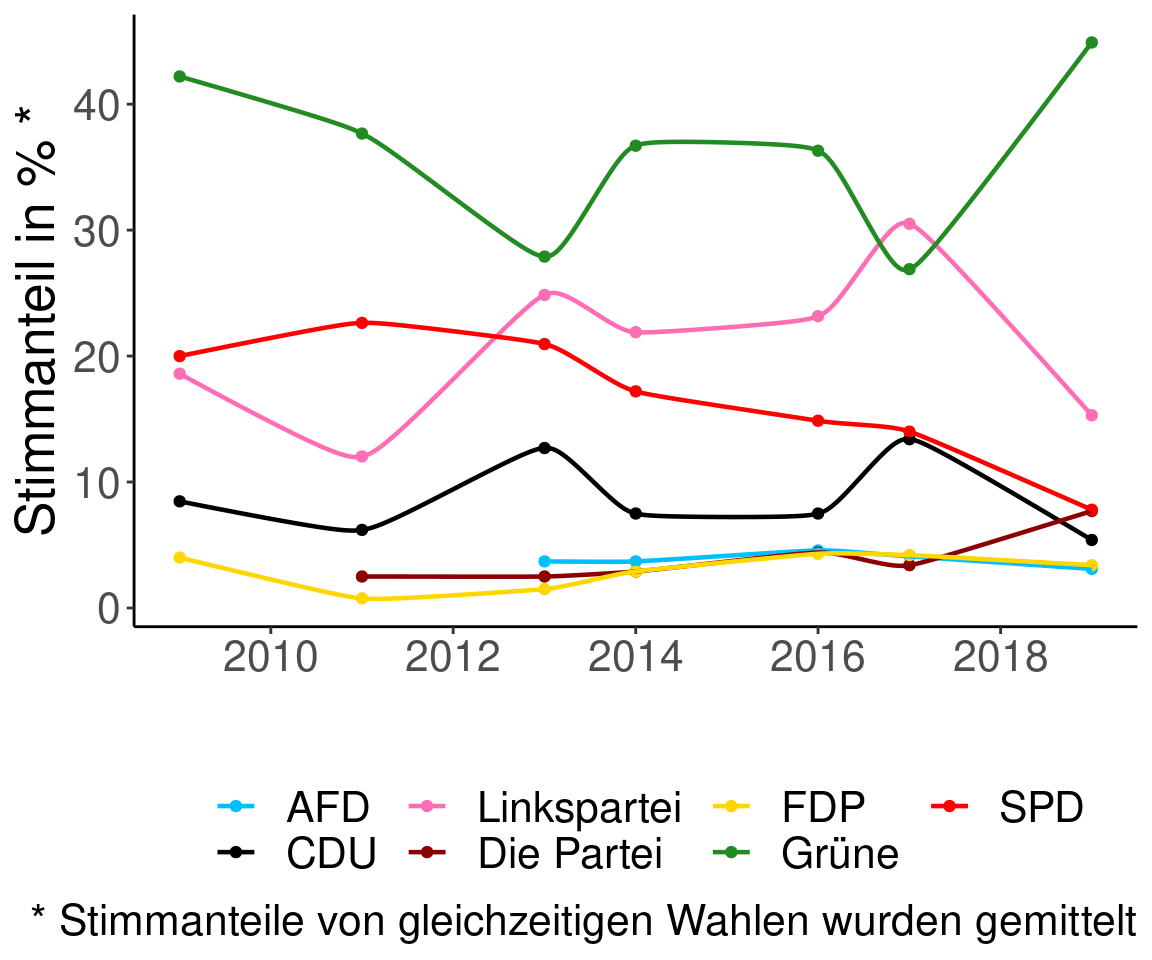 Stimmanteil in % *
40
30
20
10
0
2010 2012 2014 2016 2018
AFD Linkspartei FDP SPD
CDU Die Partei Grüne
* Stimmanteile von gleichzeitigen Wahlen wurden gemittelt